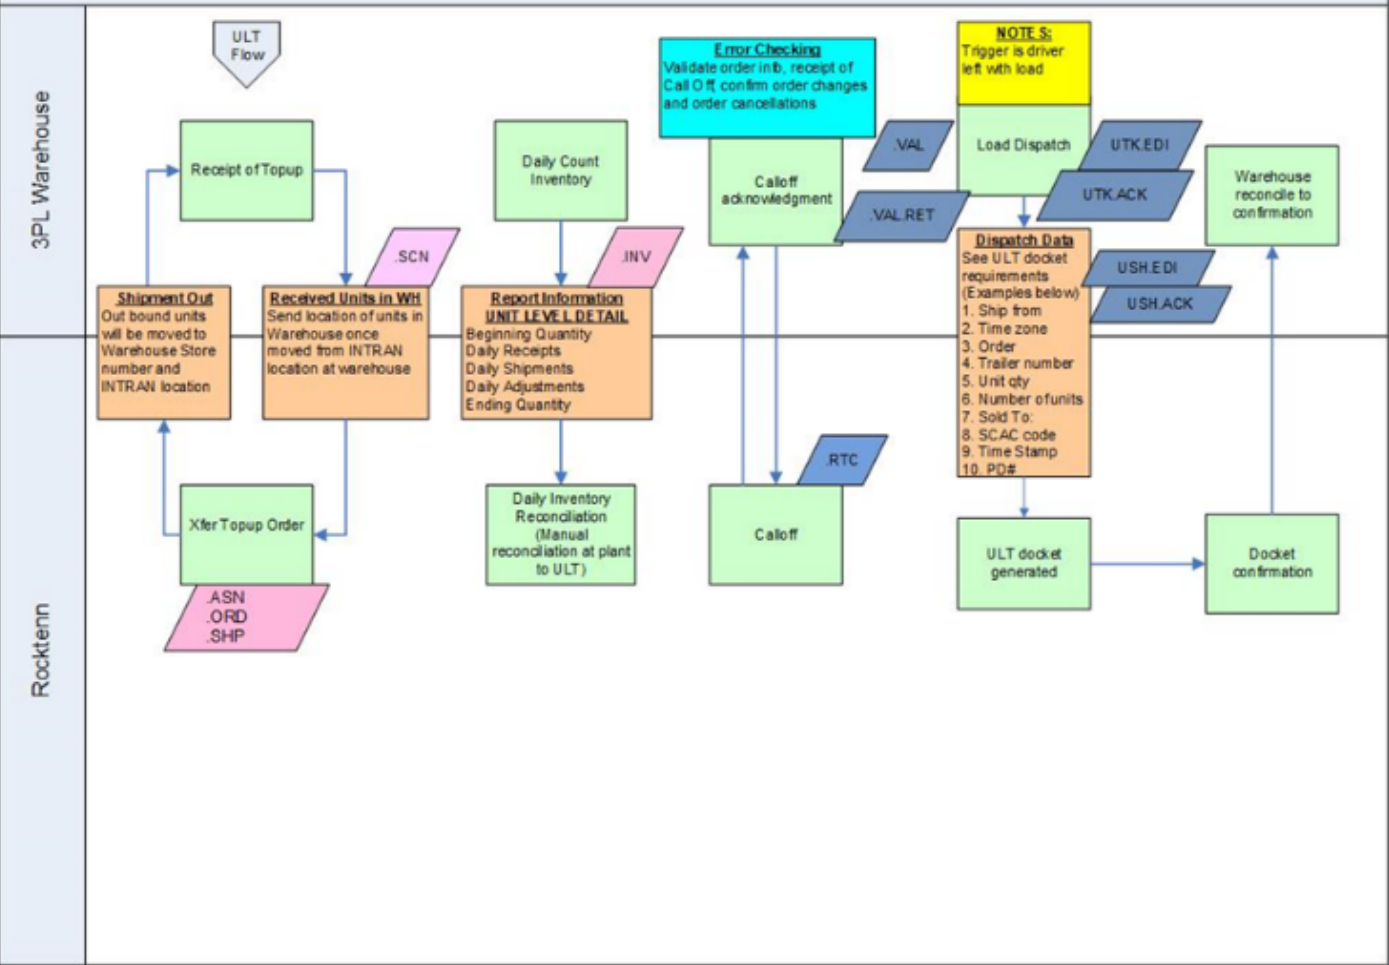 3PL Warehouse
ULT
Flow
Receipt of Topup
.SCN
Shipment Out
Out bound units
will be moved to
Warehouse Store
number and
INTRAN location
Received Units in WH
Send location of units in
Warehouse once
moved from INTRAN
location at warehouse
Daily Count
Inventory
.INV
Report Information
UNIT LEVEL DETAIL
Beginning Quantity
Daily Receipts
Daily Shipments
Daily Adjustments
Ending Quantity
Error Checking
Validate order info, receipt of
Call Off, confirm order changes
and order cancellations
Calloff
acknowledgment
.VAL
.VAL.RET
NOTES:
Trigger is driver
left with load
Load Dispatch
UTK.EDI
UTK.ACK
Dispatch Data
See ULT docket
requirements
(Examples below)
1. Ship from
2. Time zone
3. Order
4. Trailer number
5. Unit qty
6. Number of units
7. Sold To:
8. SCAC code
9. Time Stamp
10. PD#
USH.EDI
USH.ACK
Warehouse
reconcile to
confirmation
Rocktenn
Xfer Topup Order
.ASN
.ORD
.SHP
Daily Inventory
Reconciliation
(Manual
reconciliation at plant
to ULT)
.RTC
Calloff
ULT docket
generated
Docket
confirmation